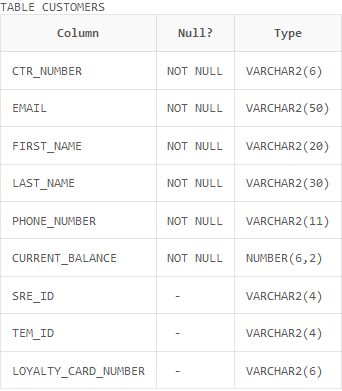 TABLE CUSTOMERS
Column Null? Type
CTR_NUMBER NOT NULL VARCHAR2(6)
EMAIL NOT NULL VARCHAR2(50)
FIRST_NAME NOT NULL VARCHAR2(20)
LAST_NAME NOT NULL VARCHAR2(30)
PHONE_NUMBER NOT NULL VARCHAR2(11)
CURRENT_BALANCE NOT NULL NUMBER(6,2)
SRE_ID - VARCHAR2(4)
TEM_ID - VARCHAR2(4)
LOYALTY_CARD_NUMBER - VARCHAR2(6)